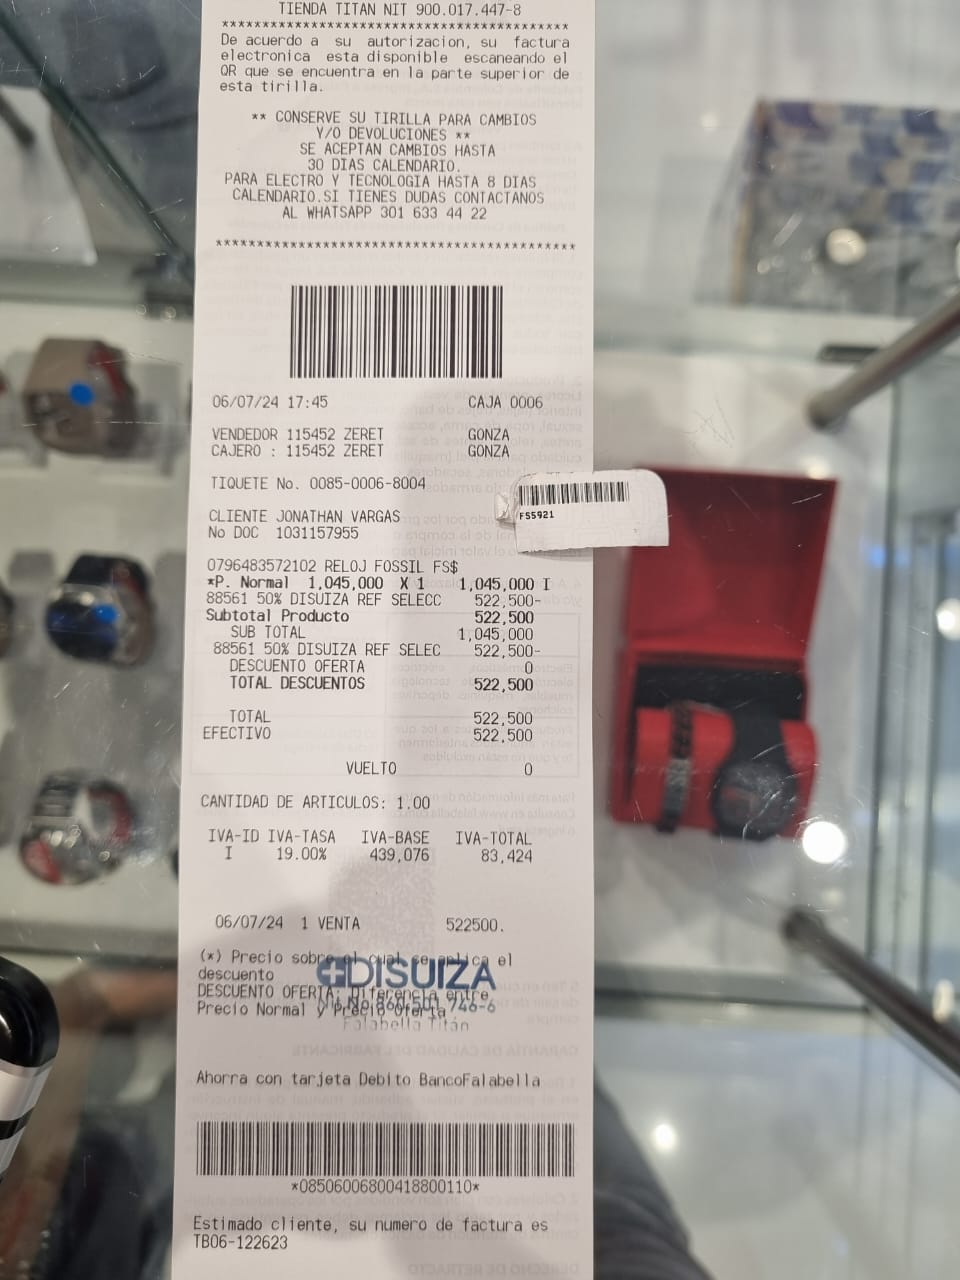 TIENDA TITAN NIT 900.017.447-8
******************************************
De acuerdo a su autorizacion, su factura
electronica esta disponible escaneando el
QR que se encuentra en la parte superior de
esta tirilla.
** CONSERVE SU TIRILLA PARA CAMBIOS
Y/O DEVOLUCIONES **
SE ACEPTAN CAMBIOS HASTA
30 DIAS CALENDARIO.
PARA ELECTRO Y TECNOLOGIA HASTA 8 DIAS
CALENDARIO.SI TIENES DUDAS CONTACTANOS
AL WHATSAPP 301 633 44 22
******************************************
06/07/24 17:45 CAJA 0006
VENDEDOR 115452 ZERET GONZA
CAJERO : 115452 ZERET GONZA
TIQUETE No. 0085-0006-8004
FS5921
CLIENTE JONATHAN VARGAS
No DOC 1031157955
0796483572102 RELOJ FOSSIL FS$
*P. Normal 1,045,000 X 1 1,045,000 I
88561 50% DISUIZA REF SELECC 522,500-
Subtotal Producto 522,500
SUB TOTAL 1,045,000
88561 50% DISUIZA REF SELEC 522,500-
DESCUENTO OFERTA 0
TOTAL DESCUENTOS 522,500
TOTAL 522,500
EFECTIVO 522,500
VUELTO 0
CANTIDAD DE ARTICULOS: 1.00
IVA-ID IVA-TASA IVA-BASE IVA-TOTAL
I 19.00% 439,076 83,424
06/07/24 1 VENTA 522500.
(*) Precio sobre el cual se aplica el
descuento
DISUIZA
DESCUENTO OFERTA: Diferencia entre
Precio Normal y Precio Oferta
Falabella Titán
Ahorra con tarjeta Debito BancoFalabella
*08506006800418800110*
Estimado cliente, su numero de factura es
TB06-122623